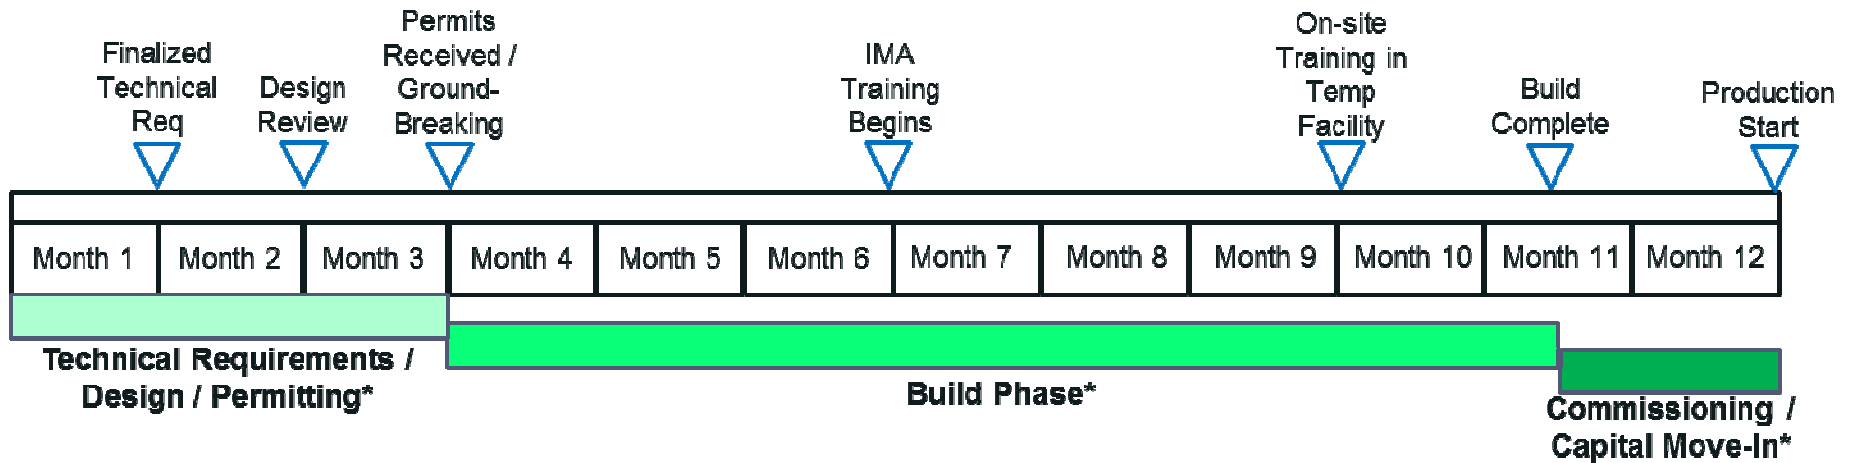 Finalized
Technical
Req
Design
Review
Permits
Received /
Ground-
Breaking
IMA
Training
Begins
On-site
Training in
Temp
Facility
Build
Complete
Production
Start
Month 1
Month 2
Month 3
Month 4
Month 5
Month 6
Month 7
Month 8
Month 9
Month 10
Month 11
Month 12
Technical Requirements /
Design / Permitting*
Build Phase*
Commissioning /
Capital Move-In*